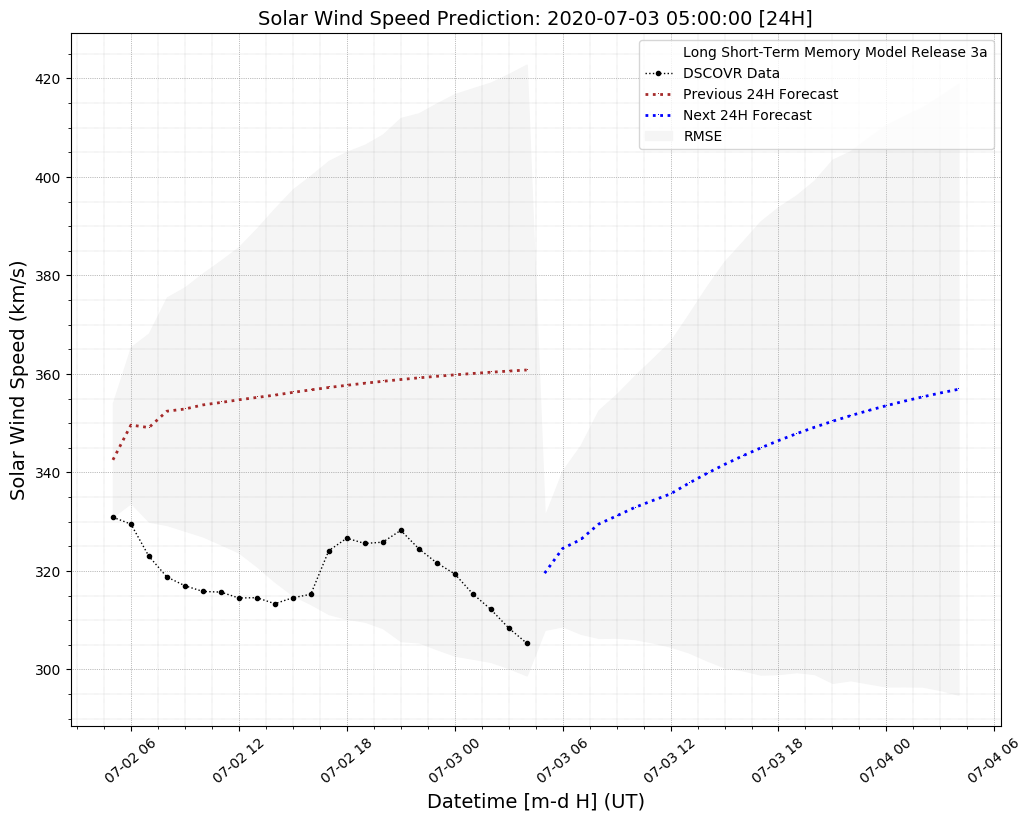 Solar Wind Speed Prediction: 2020-07-03 05:00:00 [24H]
Long Short-Term Memory Model Release 3a
DSCOVR Data
Previous 24H Forecast
Next 24H Forecast
RMSE
Solar Wind Speed (km/s)
420
400
380
360
340
320
300
07-02 06
07-02 12
07-02 18
07-03 00
07-03 06
07-03 12
07-03 18
07-04 00
07-04 06
Datetime [m-d H] (UT)